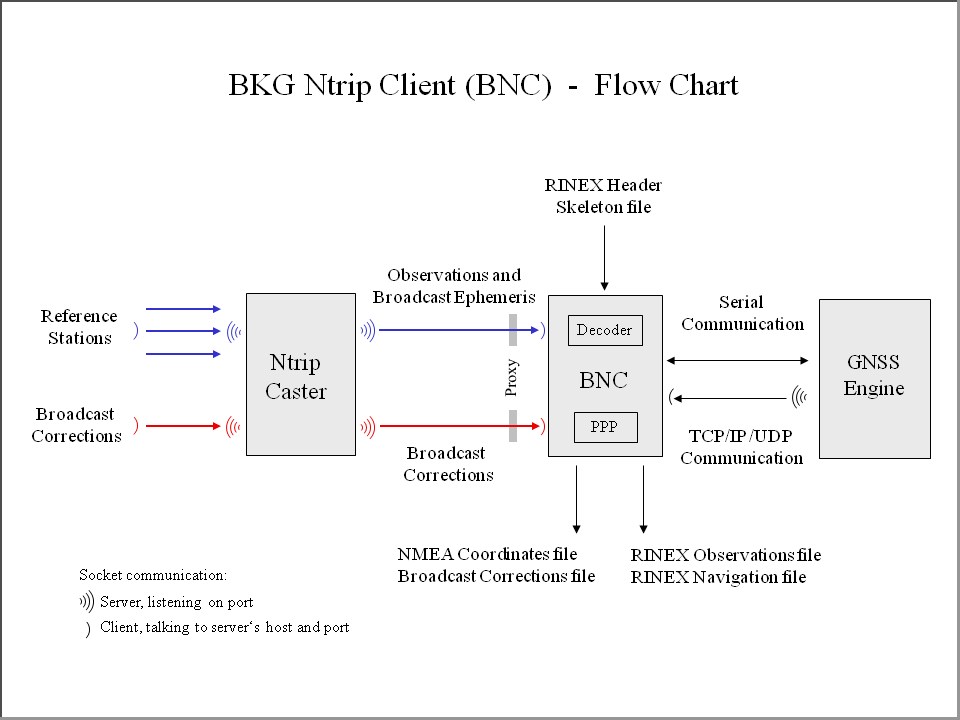 BKG Ntrip Client (BNC) - Flow Chart
RINEX Header
Skeleton file
Observations and
Broadcast Ephemeris
Reference
Stations
Broadcast
Corrections
Ntrip
Caster
Proxy
Broadcast
Corrections
Decoder
BNC
PPP
Serial
Communication
TCP/IP/UDP
Communication
GNSS
Engine
NMEA Coordinates file
Broadcast Corrections file
RINEX Observations file
RINEX Navigation file
Socket communication:
Server, listening on port
Client, talking to server‘s host and port